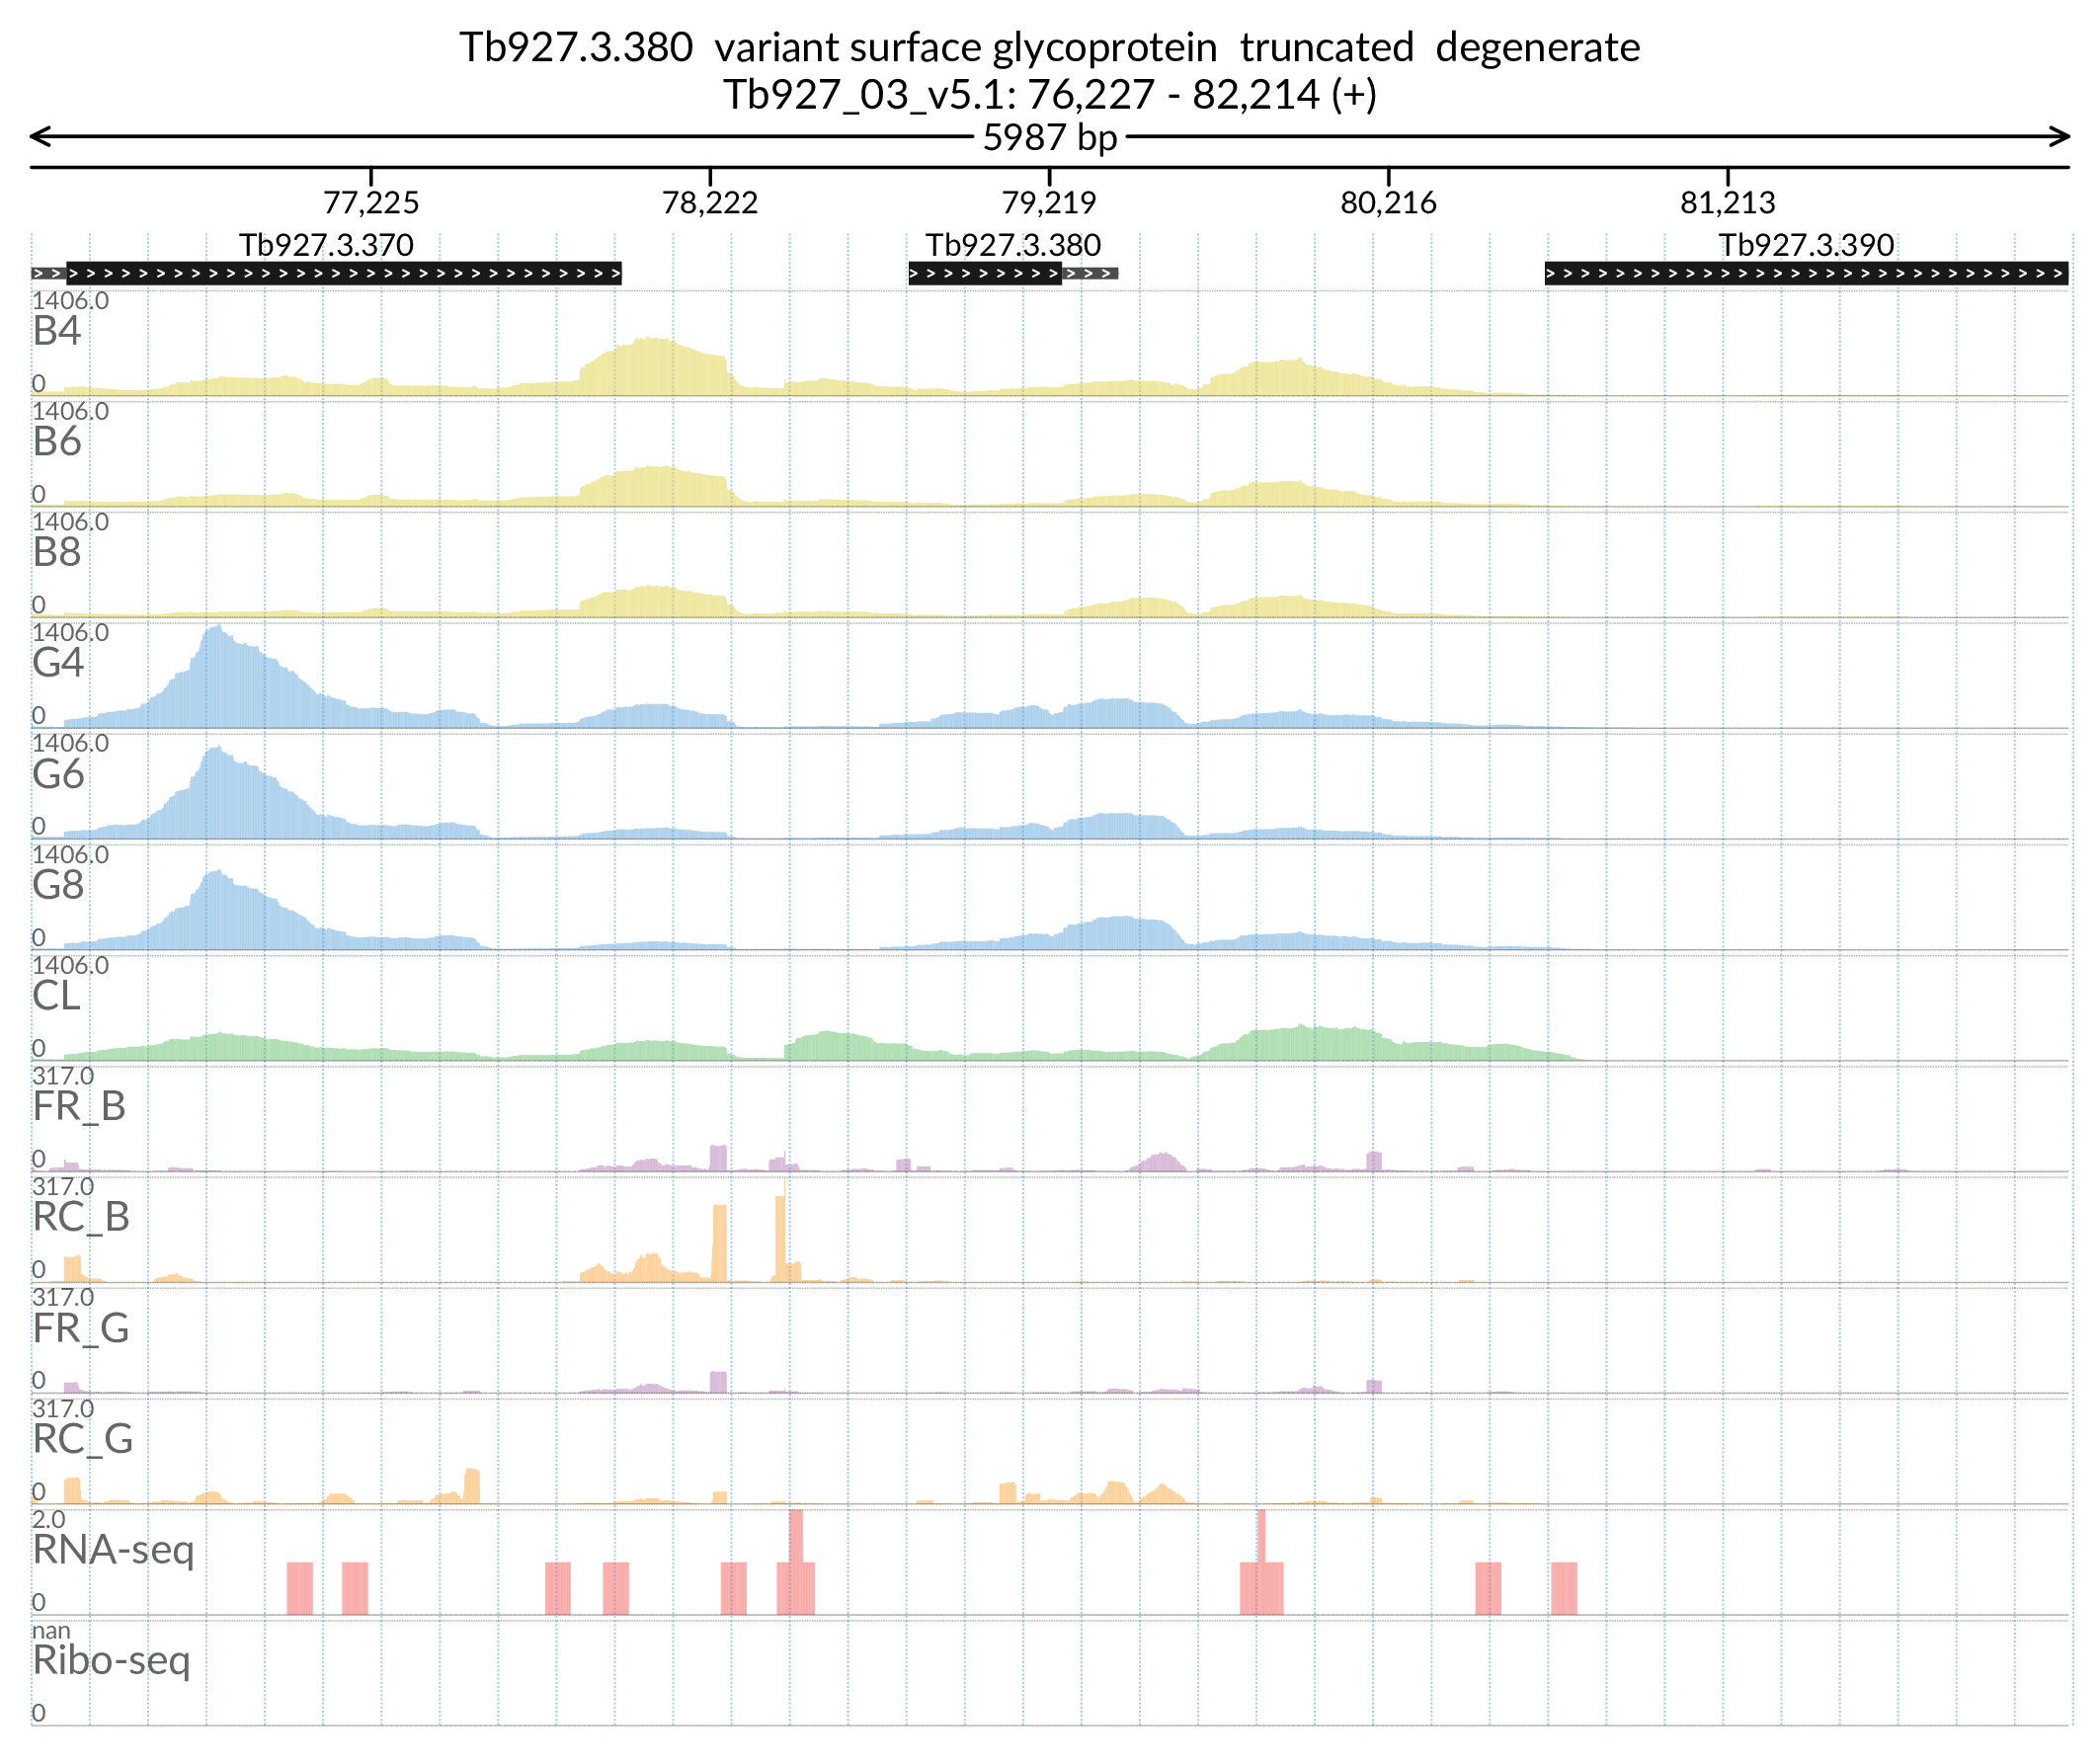 Tb927.3.380 variant surface glycoprotein truncated degenerate
Tb927_03_v5.1: 76,227 - 82,214 (+)
5987 bp
77,225 78,222 79,219 80,216 81,213
Tb927.3.370 Tb927.3.380 Tb927.3.390
1406.0
B4
0
1406.0
B6
0
1406.0
B8
0
1406.0
G4
0
1406.0
G6
0
1406.0
G8
0
1406.0
CL
0
317.0
FR_B
0
317.0
RC_B
0
317.0
FR_G
0
317.0
RC_G
0
2.0
RNA-seq
0
nan
Ribo-seq
0